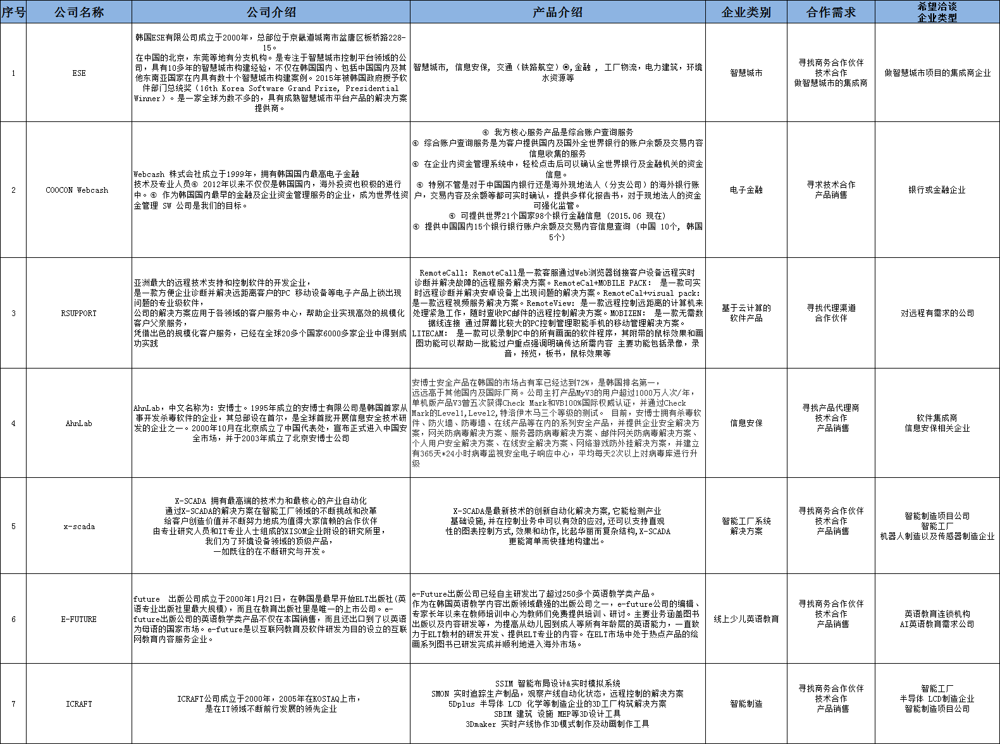 序号
公司名称
公司介绍
产品介绍
企业类别
合作需求
希望洽谈
企业类型
1
ESE
韩国ESE有限公司成立于2000年，总部位于京畿道城南市盆唐区板桥路228-
15。
在中国的北京，东莞等地有分支机构。是专注于智慧城市控制平台领域的公
司，具有10多年的智慧城市构建经验，不仅在韩国国内、包括中国国内及其
他东南亚国家在内具有数十个智慧城市构建案例。2015年被韩国政府授予软
件部门总统奖（16th Korea Software Grand Prize, Presidential
Winner）。是一家全球为数不多的，具有成熟智慧城市平台产品的解决方案
提供商。
智慧城市, 信息安保, 交通（铁路航空）⊙,金融 , 工厂物流，电力建筑，环境
水资源等
智慧城市
寻找商务合作伙伴
技术合作
做智慧城市的集成商
做智慧城市项目的集成商企业
2
COOCON Webcash
Webcash 株式会社成立于1999年，拥有韩国国内最高电子金融
技术及专业人员④ 2012年以来不仅仅是韩国国内，海外投资也积极的进行
中。④ 作为韩国国内最早的金融及企业资金管理服务的企业，成为世界性资
金管理 SW 公司是我们的目标。
④ 我方核心服务产品是综合账户查询服务
④ 综合账户查询服务是为客户提供国内及国外全世界银行的账户余额及交易内容
信息收集的服务
④ 在企业内资金管理系统中，轻松点击后可以确认全世界银行及金融机关的资金
信息。
④ 特别不管是对于中国国内银行还是海外现地法人（分支公司）的海外银行账
户，交易内容及余额等都可实时确认，提供多样化报告书，对于现地法人的资金
可强化监管。
④ 可提供世界21个国家98个银行金融信息 (2015.06 现在)
④ 提供中国国内15个银行银行账户余额及交易内容信息查询 (中国 10个, 韩国
5个)
电子金融
寻求技术合作
产品销售
银行或金融企业
3
RSUPPORT
亚洲最大的远程技术支持和控制软件的开发企业，
是一款方便企业诊断并解决远距离客户的PC 移动设备等电子产品上锁出现
问题的专业级软件，
公司的解决方案应用于各领域的客户服务中心，帮助企业实现高效的规模化
客户父亲服务，
凭借出色的规模化客户服务，已经在全球20多个国家6000多家企业中得到成
功实践
RemoteCall: RemoteCall是一款客服通过Web浏览器链接客户设备远程实时
诊断并解决故障的远程服务解决方案。RemoteCal+MOBILE PACK： 是一款可实
时远程诊断并解决安卓设备上出现问题的解决方案。RemoteCal+visual pack:
是一款远程视频服务解决方案。RemoteView: 是一款远程控制远距离的计算机来
处理紧急工作，随时查收PC邮件的远程控制解决方案。MOBIZEN： 是一款无需数
据线连接 通过屏幕比较大的PC控制管理职能手机的移动管理解决方案。
LITECAM： 是一款可以录制PC中的所有画面的软件程序，其附带的鼠标效果和画
图功能可以帮助一批能过户重点强调明确传达所需内容 主要功能包括录像，录
音，预览，板书，鼠标效果等
基于云计算的
软件产品
寻找代理渠道
合作伙伴
对远程有需求的公司
4
AhnLab
AhnLab，中文名称为：安博士。1995年成立的安博士有限公司是韩国首家从
事开发杀毒软件的企业，其总部设在首尔，是全球首批开展信息安全技术研
发的企业之一。2000年10月在北京成立了中国代表处，宣布正式进入中国安
全市场，并于2003年成立了北京安博士公司
安博士安全产品在韩国的市场占有率已经达到72%，是韩国排名第一，
远远高于其他国内及国际厂商。公司主打产品MyV3的用户超过1000万人次/年，
单机版产品V3曾五次获得Check Mark和VB100%国际权威认证，并通过Check
Mark的Level1,Level2,特洛伊木马三个等级的测试。 目前，安博士拥有杀毒软
件、防火墙、防毒墙、在线产品等在内的系列安全产品，并提供企业安全解决方
案，网关防病毒解决方案、服务器防病毒解决方案、邮件网关防病毒解决方案、
个人用户安全解决方案、在线安全解决方案、网络游戏防外挂解决方案，并建立
有365天*24小时病毒监视安全电子响应中心，平均每天2次以上对病毒库进行升
级
信息安保
寻找产品代理商
技术合作
产品销售
软件集成商
信息安保相关企业
5
x-scada
X-SCADA 拥有最高端的技术力和最核心的产业自动化
通过X-SCADA的解决方案在智能工厂领域的不断挑战和改革
给客户创造价值并不断努力地成为值得大家信赖的合作伙伴
由专业研究人员和IT专业人士组成的XISOM企业附设的研究所里，
我们为了环境设备领域的顶级产品，
一如既往的在不断研究与开发。
X-SCADA是最新技术的创新自动化解决方案,它能检测产业
基础设施,并在控制业务中可以有效的应对,还可以支持直观
性的图表控制方式,效果和动作,比起华丽而复杂结构,X-SCADA
更能简单而快捷地构建出。
智能工厂系统
解决方案
寻找商务合作伙伴
技术合作
产品销售
智能制造项目公司
智能工厂
机器人制造以及传感器制造企业
6
E-FUTURE
future  出版公司成立于2000年1月21日，在韩国是最早开始ELT出版社(英
语专业出版社里最大规模)，而且在教育出版社里是唯一的上市公司。e-
future出版公司的英语教学类产品不仅在本国销售，而且还出口到了以英语
为母语的国家市场。e-future是以互联网教育及软件研发为目的设立的互联
网教育内容服务企业。
e-Future出版公司已经自主研发出了超过250多个英语教学类产品。
作为在韩国英语教学内容出版领域最强的出版公司之一，e-future公司的编辑、
专家长年以来在教师培训中心为教师们免费提供培训、研讨。主要业务涵盖图书
出版以及内容研发等，为提高从幼儿园到成人等所有年龄层的英语能力，一直致
力于ELT教材的研发开发、提供ELT专业的内容。在ELT市场中处于热点产品的绘
画系列图书已研发完成并顺利地进入海外市场。
线上少儿英语教育
寻找商务合作伙伴
技术合作
产品销售
英语教育连锁机构
AI英语教育需求公司
7
ICRAFT
ICRAFT公司成立于2000年，2005年在KOSTAQ上市，
是在IT领域不断前行发展的领先企业
SSIM 智能布局设计&实时模拟系统
SMON 实时追踪生产制品，观察产线自动化状态，远程控制的解决方案
5Dplus 半导体 LCD 化学等制造企业的3D工厂构筑解决方案
SBIM 建筑 设施 MEP等3D设计工具
3Dmaker 实时产线协作3D模式制作及动画制作工具
智能制造
寻找商务合作伙伴
技术合作
产品销售
智能工厂
半导体 LCD制造企业
智能制造项目公司